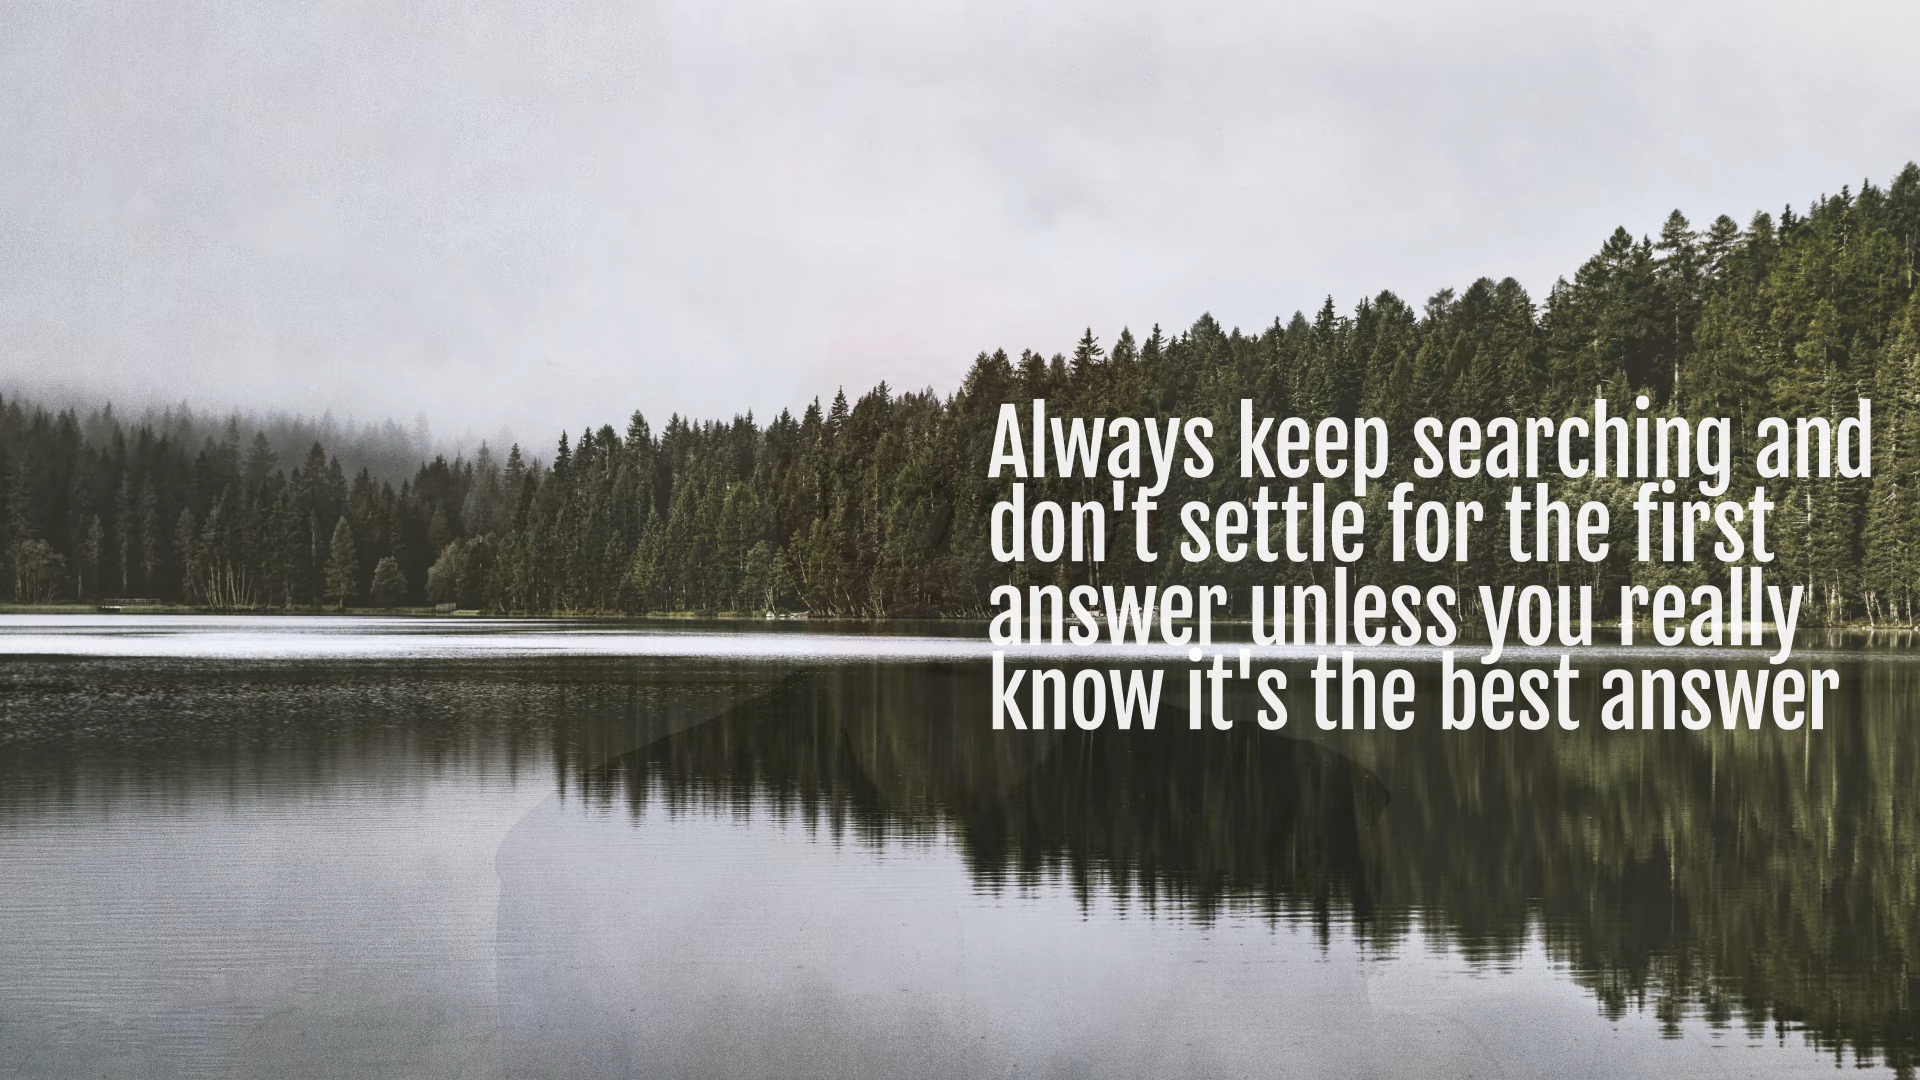 Always keep searching and
don't settle for the first
answer unless you really
know it's the best answer